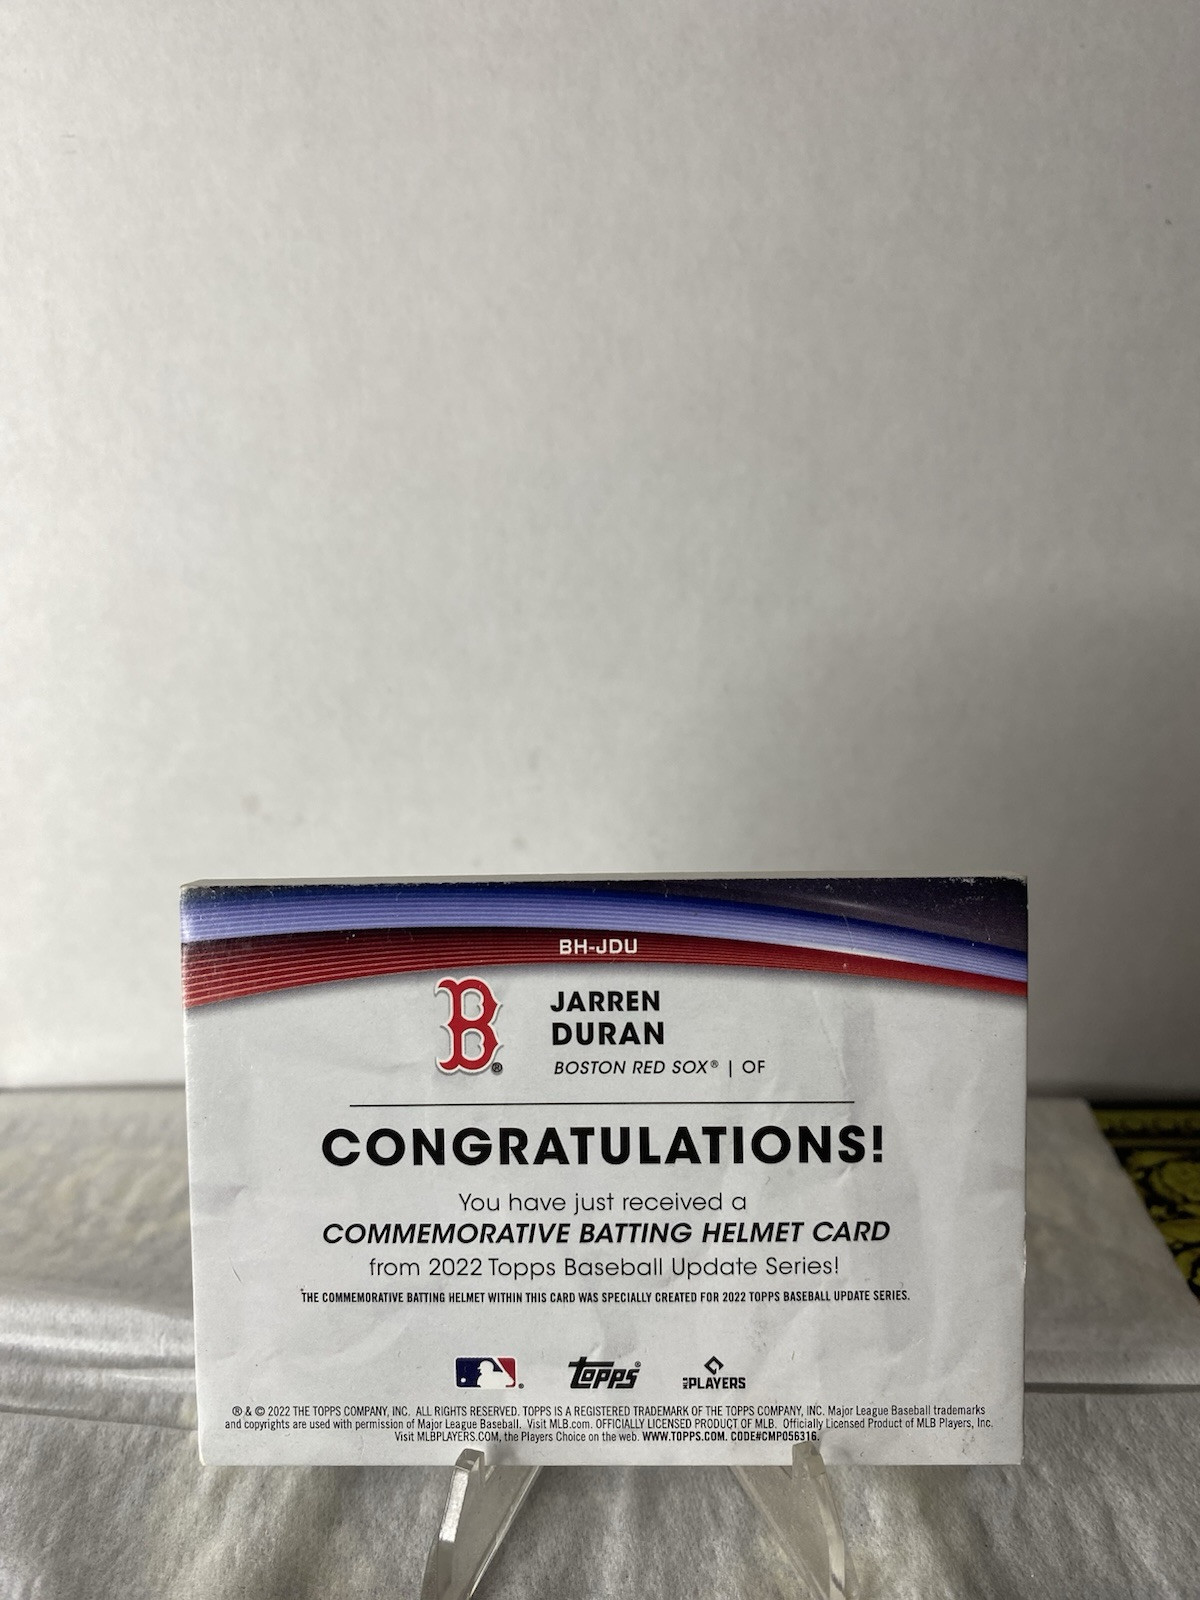 BH-JDU
B®
JARREN
DURAN
BOSTON RED SOX® | OF
CONGRATULATIONS!
You have just received a
COMMEMORATIVE BATTING HELMET CARD
from 2022 Topps Baseball Update Series!
THE COMMEMORATIVE BATTING HELMET WITHIN THIS CARD WAS SPECIALLY CREATED FOR 2022 TOPPS BASEBALL UPDATE SERIES.
® topps® MLB PLAYERS
® & © 2022 THE TOPPS COMPANY, INC. ALL RIGHTS RESERVED. TOPPS IS A REGISTERED TRADEMARK OF THE TOPPS COMPANY, INC. Major League Baseball trademarks
and copyrights are used with permission of Major League Baseball. Visit MLB.com. OFFICIALLY LICENSED PRODUCT OF MLB. Officially Licensed Product of MLB Players, Inc.
Visit MLBPLAYERS.COM, the Players Choice on the web. WWW.TOPPS.COM. CODE#CMP056316.